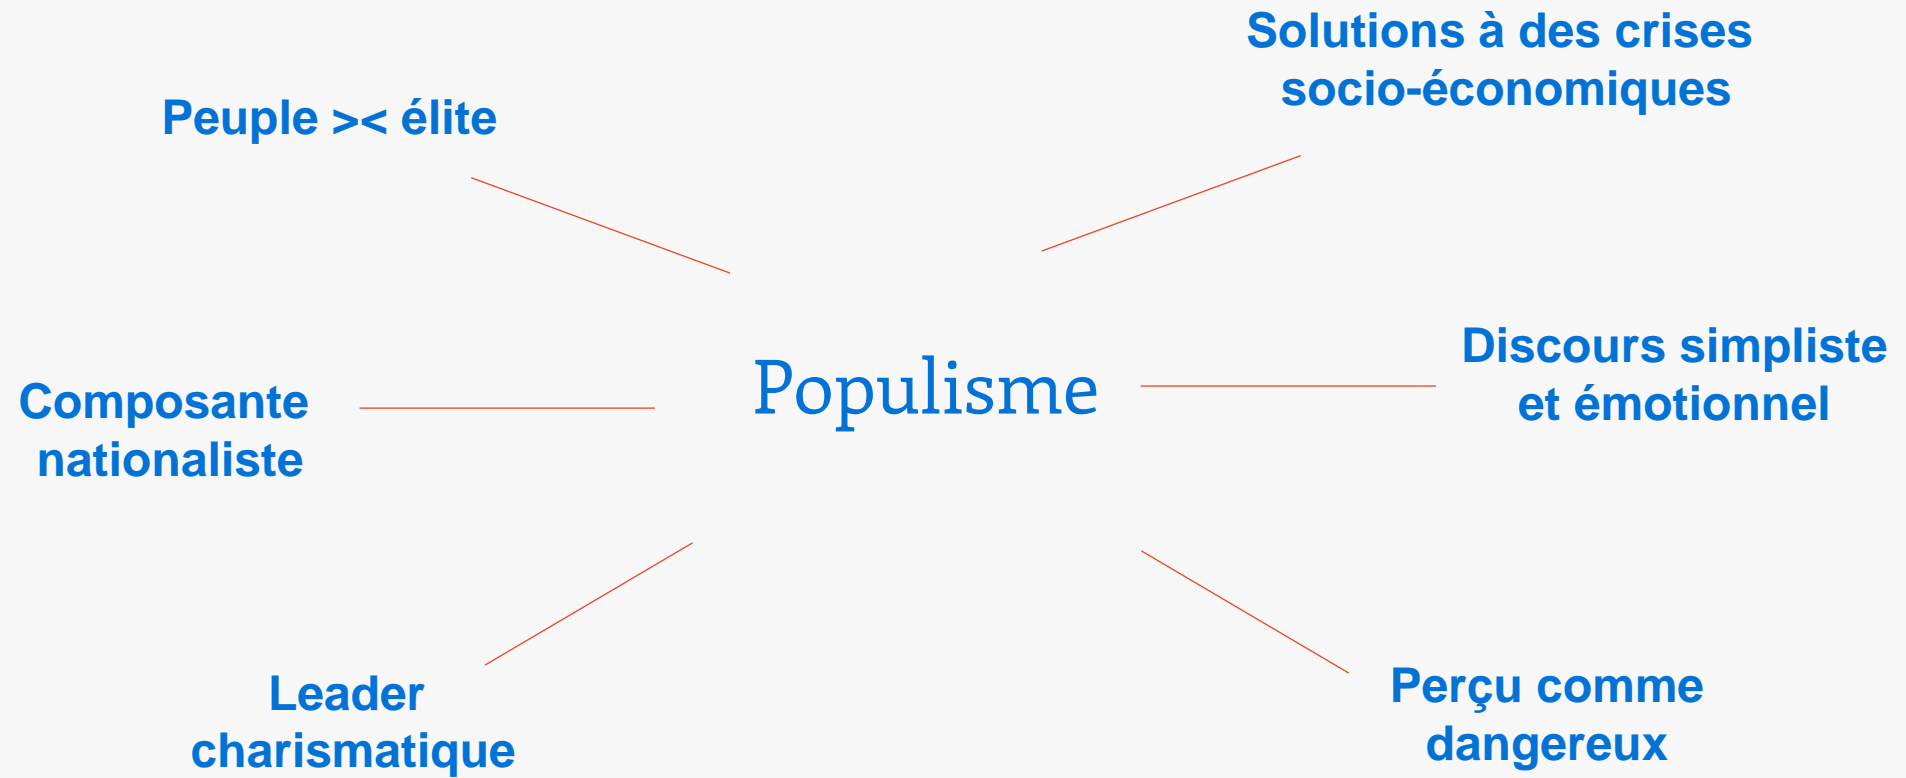 Solutions à des crises
socio-économiques
Peuple >< élite
Discours simpliste
et émotionnel
Populisme
Composante
nationaliste
Leader
charismatique
Perçu comme
dangereux